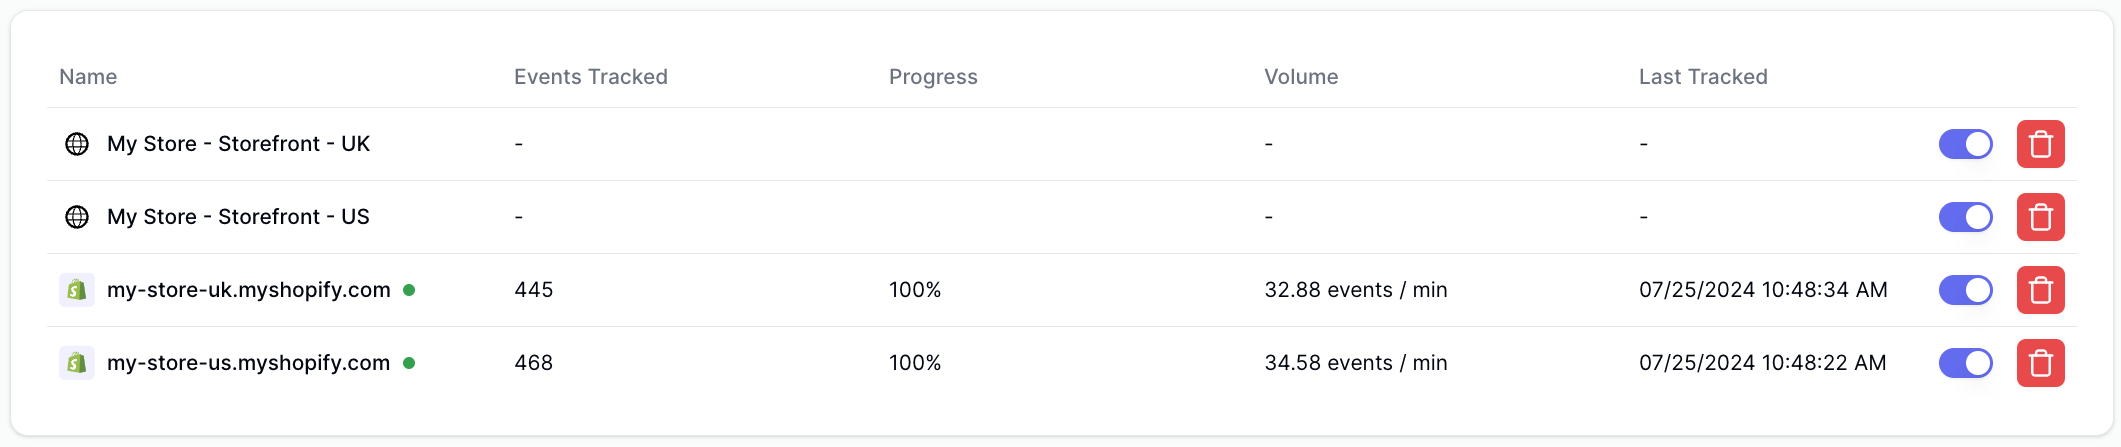 Name Events Tracked Progress Volume Last Tracked
My Store - Storefront - UK - - -
My Store - Storefront - US - - -
my-store-uk.myshopify.com 445 100% 32.88 events / min 07/25/2024 10:48:34 AM
my-store-us.myshopify.com 468 100% 34.58 events / min 07/25/2024 10:48:22 AM